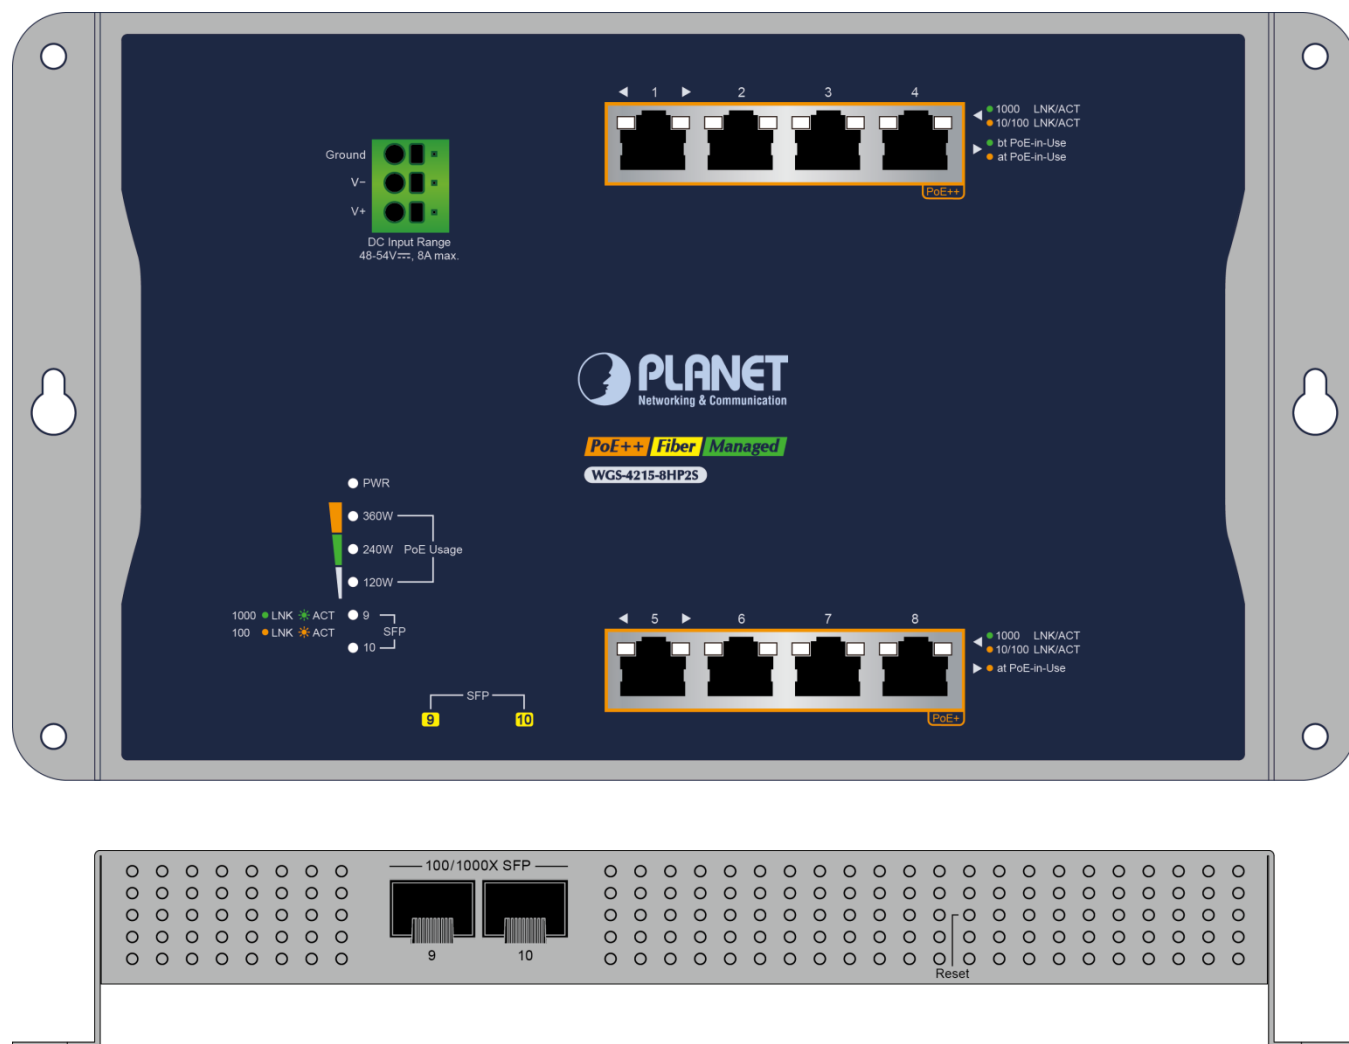 1 2 3 4
1000 LNK/ACT
10/100 LNK/ACT
bt PoE-in-Use
at PoE-in-Use
PoE++
Ground
V−
V+
DC Input Range
48-54V⎓, 8A max.
PLANET
Networking & Communication
PoE++ Fiber Managed
WGS-4215-8HP2S
PWR
360W
240W PoE Usage
120W
1000 LNK ACT 9
SFP
100 LNK ACT
10
5 6 7 8
1000 LNK/ACT
10/100 LNK/ACT
at PoE-in-Use
PoE+
SFP
9 10
100/1000X SFP
9 10
Reset